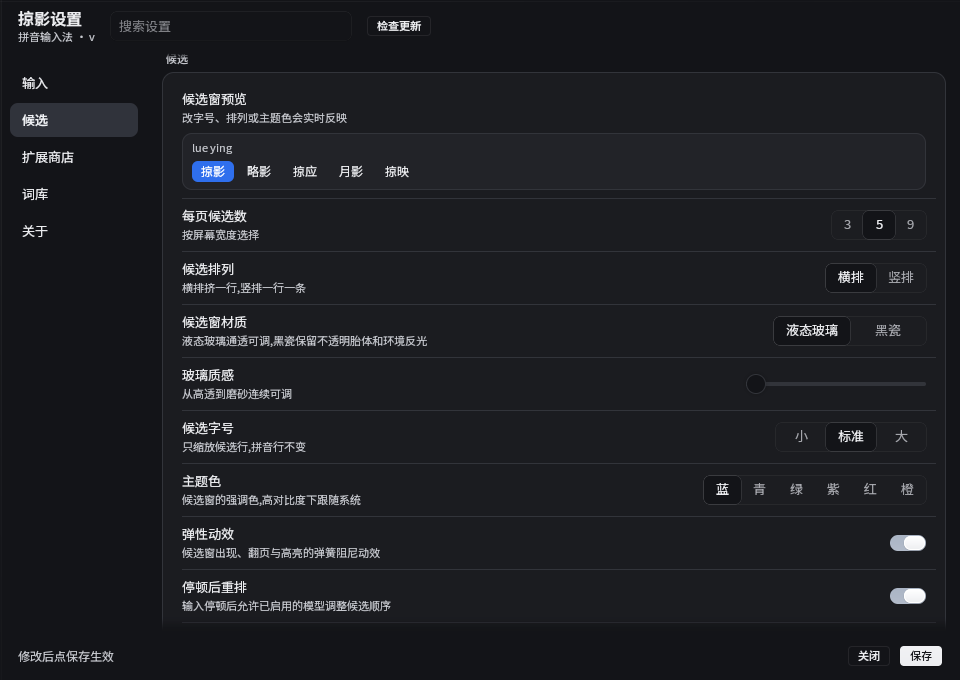 掠影设置
拼音输入法 · v
搜索设置
检查更新
输入
候选
扩展商店
词库
关于
候选
候选窗预览
改字号、排列或主题色会实时反映
lue ying
掠影 略影 掠应 月影 掠映
每页候选数
按屏幕宽度选择
3 5 9
候选排列
横排挤一行,竖排一行一条
横排 竖排
候选窗材质
液态玻璃通透可调,黑瓷保留不透明胎体和环境反光
液态玻璃 黑瓷
玻璃质感
从高透到磨砂连续可调
候选字号
只缩放候选行,拼音行不变
小 标准 大
主题色
候选窗的强调色,高对比度下跟随系统
蓝 青 绿 紫 红 橙
弹性动效
候选窗出现、翻页与高亮的弹簧阻尼动效
停顿后重排
输入停顿后允许已启用的模型调整候选顺序
修改后点保存生效
关闭
保存